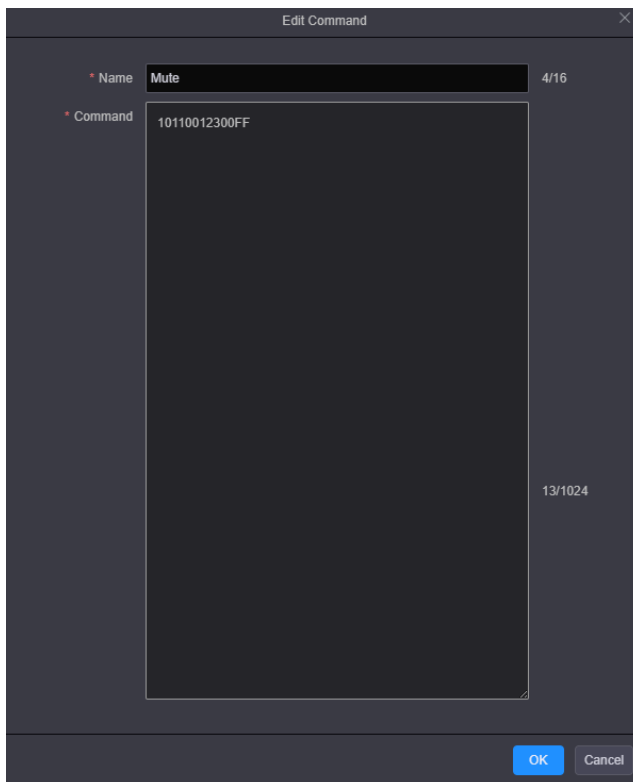 Edit Command
* Name Mute 4/16
* Command 10110012300FF
13/1024
OK Cancel